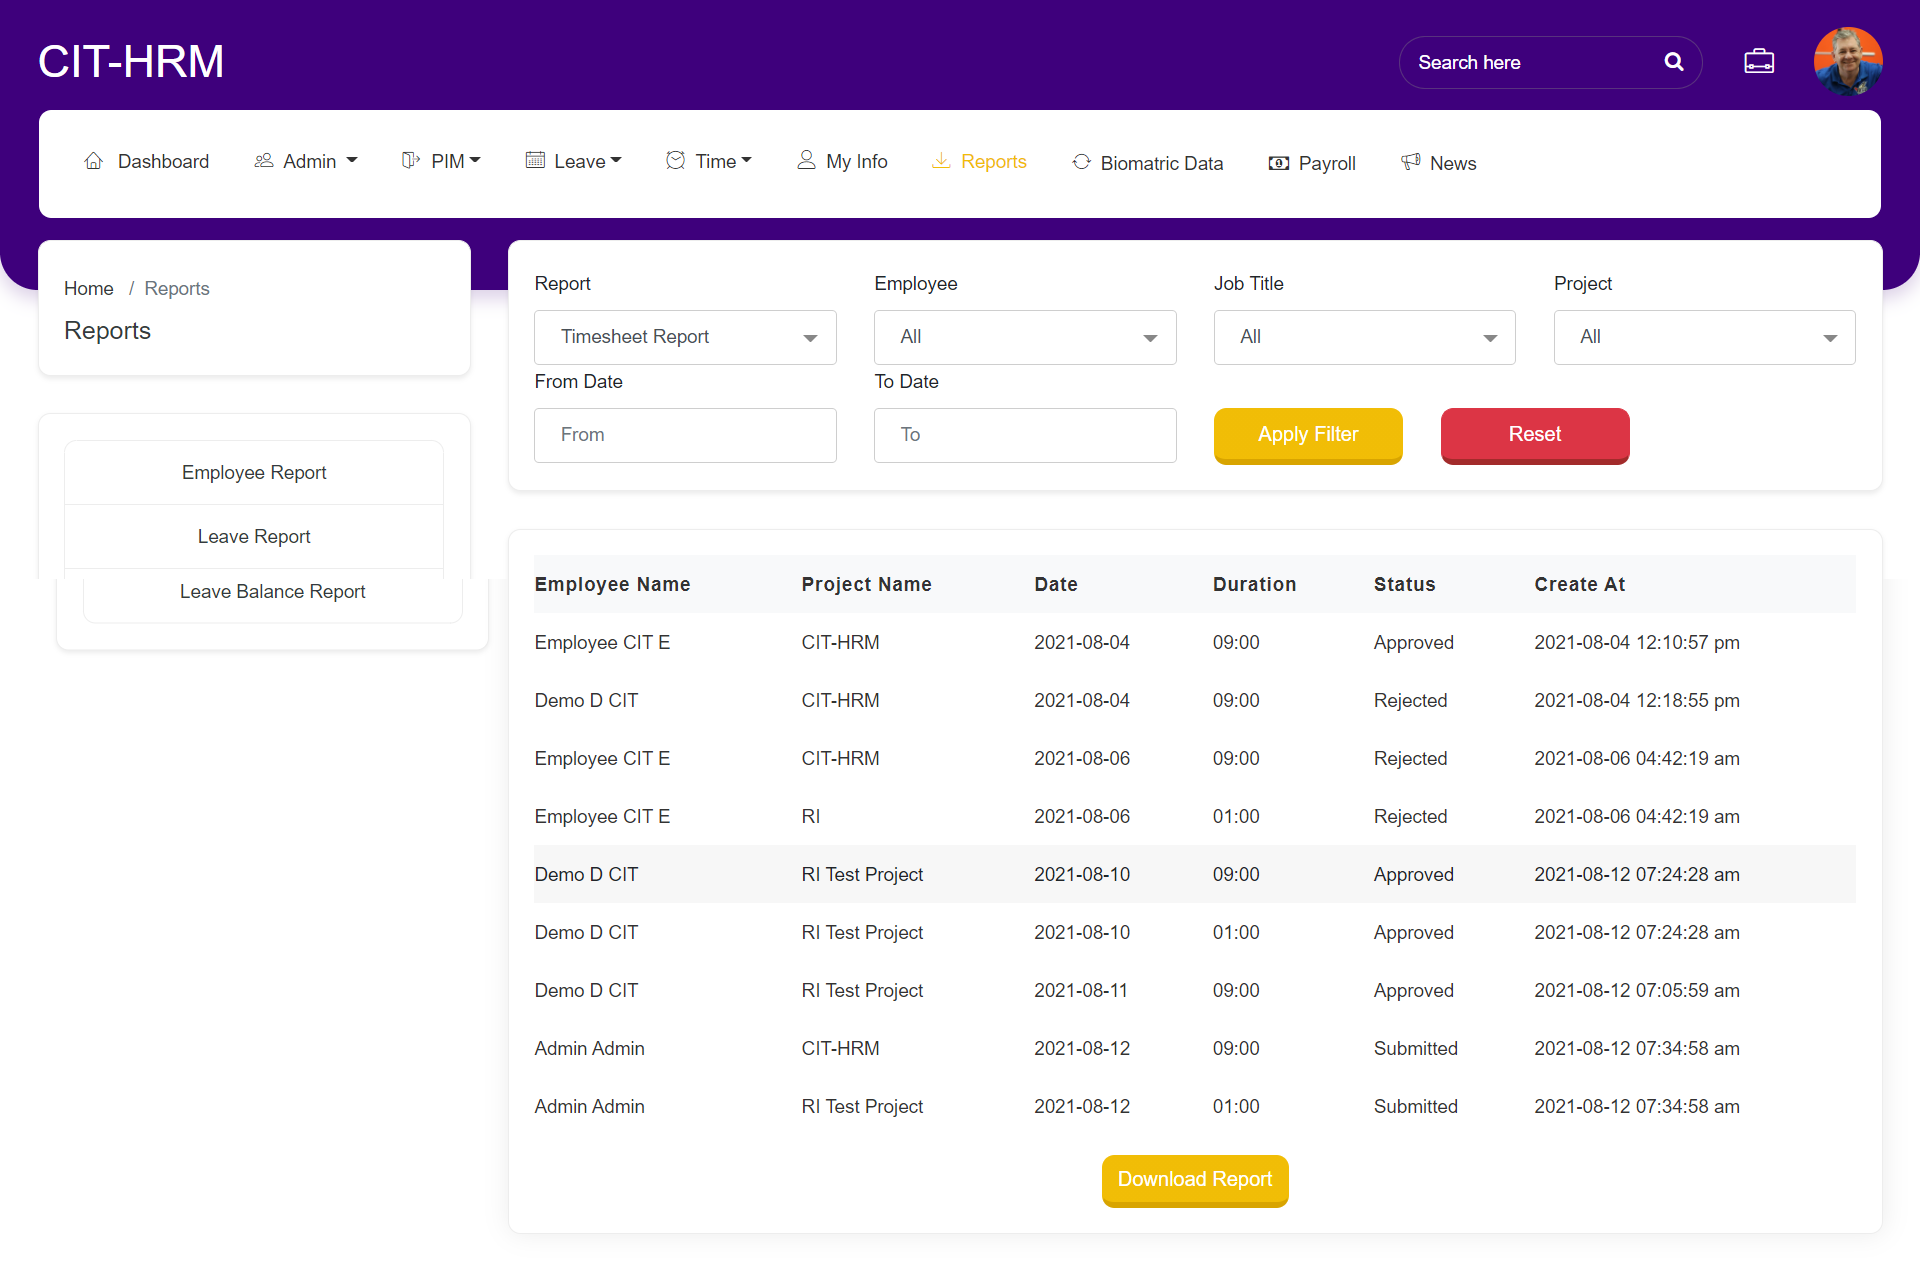 CIT-HRM
Search here
Dashboard Admin PIM Leave Time My Info Reports Biomatric Data Payroll News
Home / Reports
Reports
Employee Report
Leave Report
Leave Balance Report
Report Employee Job Title Project
Timesheet Report All All All
From Date To Date
From To Apply Filter Reset
Employee Name Project Name Date Duration Status Create At
Employee CIT E CIT-HRM 2021-08-04 09:00 Approved 2021-08-04 12:10:57 pm
Demo D CIT CIT-HRM 2021-08-04 09:00 Rejected 2021-08-04 12:18:55 pm
Employee CIT E CIT-HRM 2021-08-06 09:00 Rejected 2021-08-06 04:42:19 am
Employee CIT E RI 2021-08-06 01:00 Rejected 2021-08-06 04:42:19 am
Demo D CIT RI Test Project 2021-08-10 09:00 Approved 2021-08-12 07:24:28 am
Demo D CIT RI Test Project 2021-08-10 01:00 Approved 2021-08-12 07:24:28 am
Demo D CIT RI Test Project 2021-08-11 09:00 Approved 2021-08-12 07:05:59 am
Admin Admin CIT-HRM 2021-08-12 09:00 Submitted 2021-08-12 07:34:58 am
Admin Admin RI Test Project 2021-08-12 01:00 Submitted 2021-08-12 07:34:58 am
Download Report